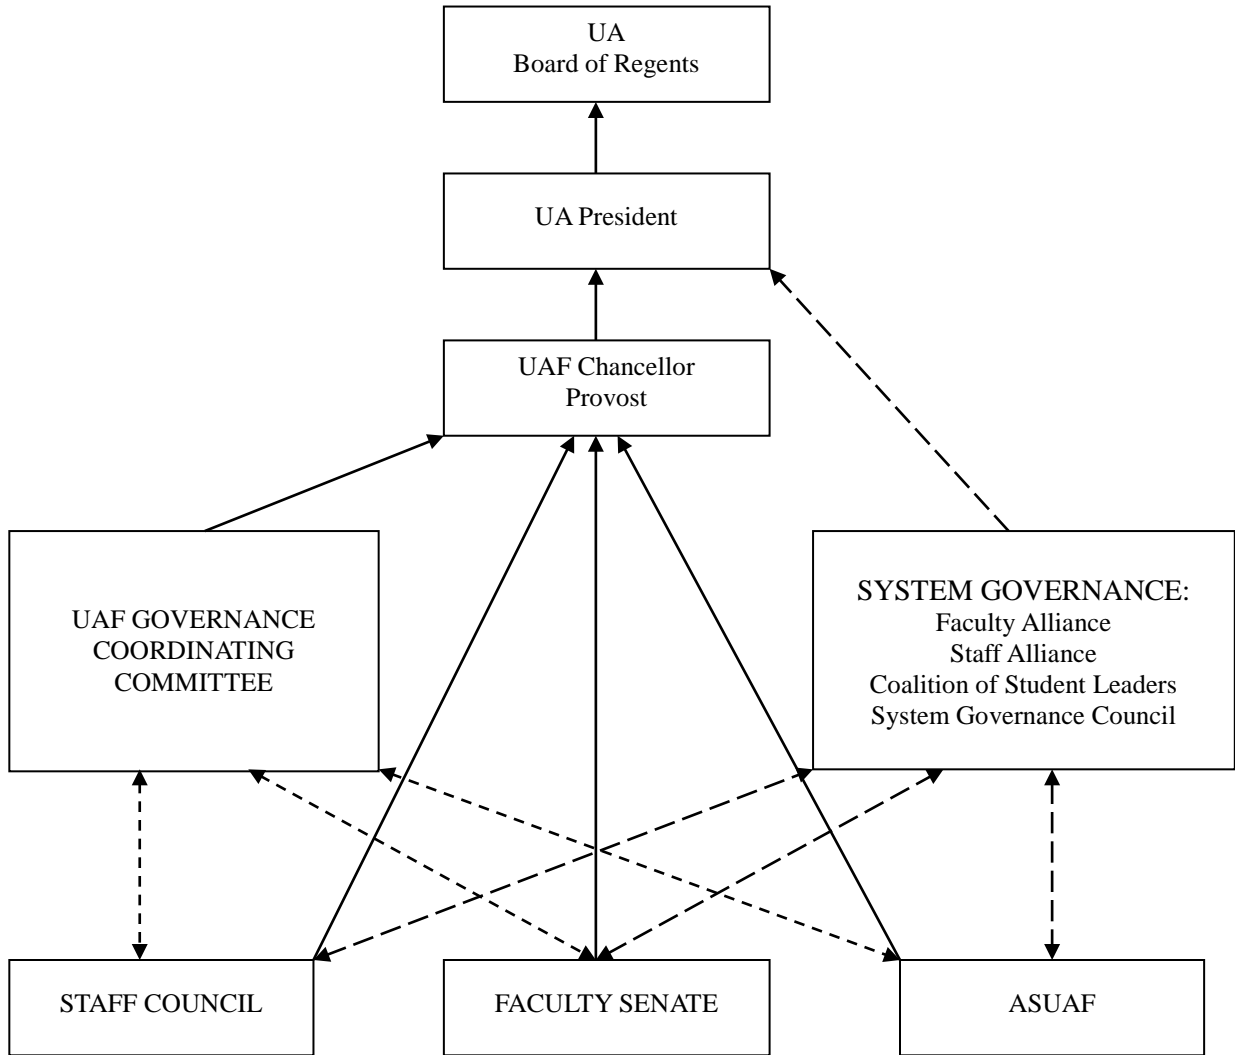 UA
Board of Regents
UA President
UAF Chancellor
Provost
UAF GOVERNANCE
COORDINATING
COMMITTEE
SYSTEM GOVERNANCE:
Faculty Alliance
Staff Alliance
Coalition of Student Leaders
System Governance Council
STAFF COUNCIL
FACULTY SENATE
ASUAF